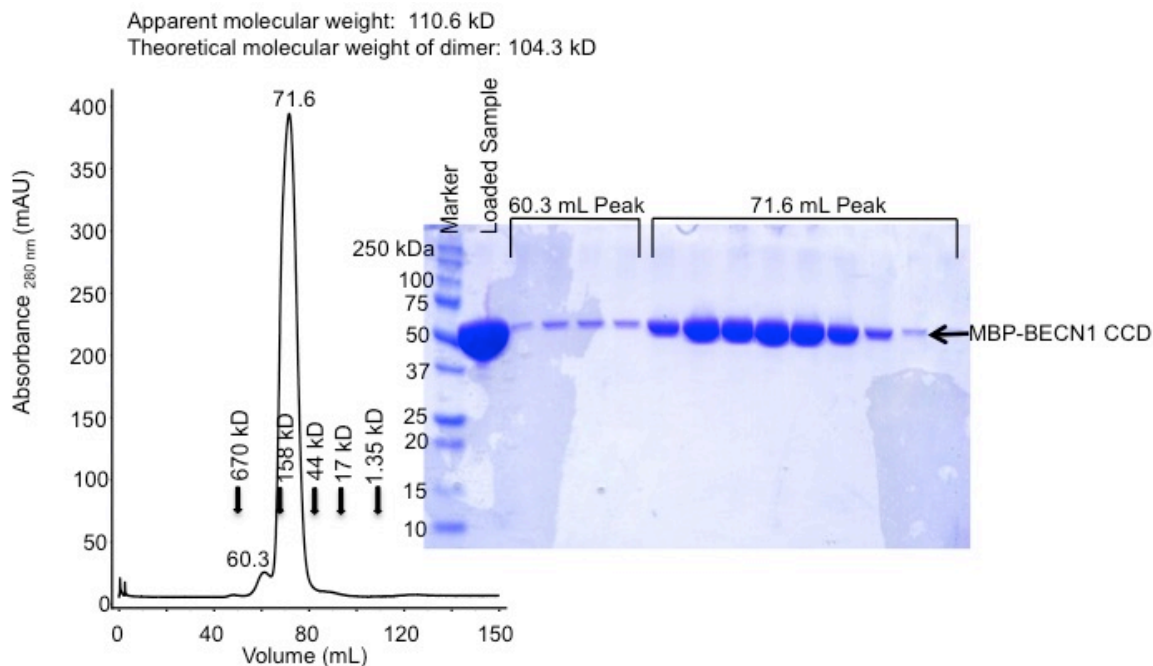 Apparent molecular weight: 110.6 kD
Theoretical molecular weight of dimer: 104.3 kD
71.6
400
350
300
250
200
150
100
50
0
Absorbance 280 nm (mAU)
670 kD
158 kD
44 kD
17 kD
1.35 kD
60.3
0
40
80
120
150
Volume (mL)
Marker
Loaded Sample
60.3 mL Peak
71.6 mL Peak
250 kDa
100
75
50
37
25
20
15
10
MBP-BECN1 CCD